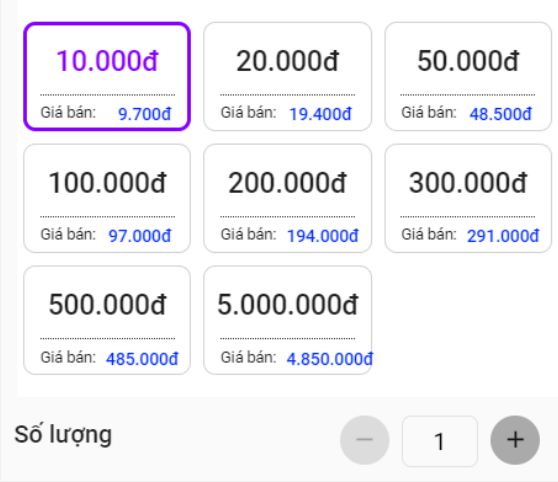 10.000đ 20.000đ 50.000đ
Giá bán: 9.700đ Giá bán: 19.400đ Giá bán: 48.500đ
100.000đ 200.000đ 300.000đ
Giá bán: 97.000đ Giá bán: 194.000đ Giá bán: 291.000đ
500.000đ 5.000.000đ
Giá bán: 485.000đ Giá bán: 4.850.000đ
Số lượng − 1 +